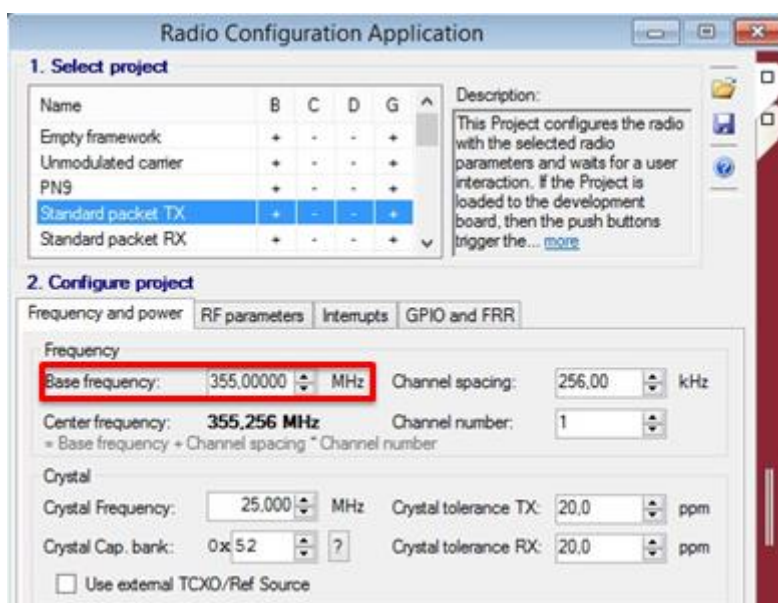 Radio Configuration Application
1. Select project
Name B C D G
Empty framework + - - +
Unmodulated carrier + - - +
PN9 + - - +
Standard packet TX + - - +
Standard packet RX + - - +
Description:
This Project configures the radio
with the selected radio
parameters and waits for a user
interaction. If the Project is
loaded to the development
board, then the push buttons
trigger the... more
2. Configure project
Frequency and power RF parameters Interrupts GPIO and FRR
Frequency
Base frequency: 355,00000 MHz Channel spacing: 256,00 kHz
Center frequency: 355,256 MHz Channel number: 1
= Base frequency + Channel spacing * Channel number
Crystal
Crystal Frequency: 25,000 MHz Crystal tolerance TX: 20,0 ppm
Crystal Cap. bank: 0x 52 ? Crystal tolerance RX: 20,0 ppm
Use external TCXO/Ref Source